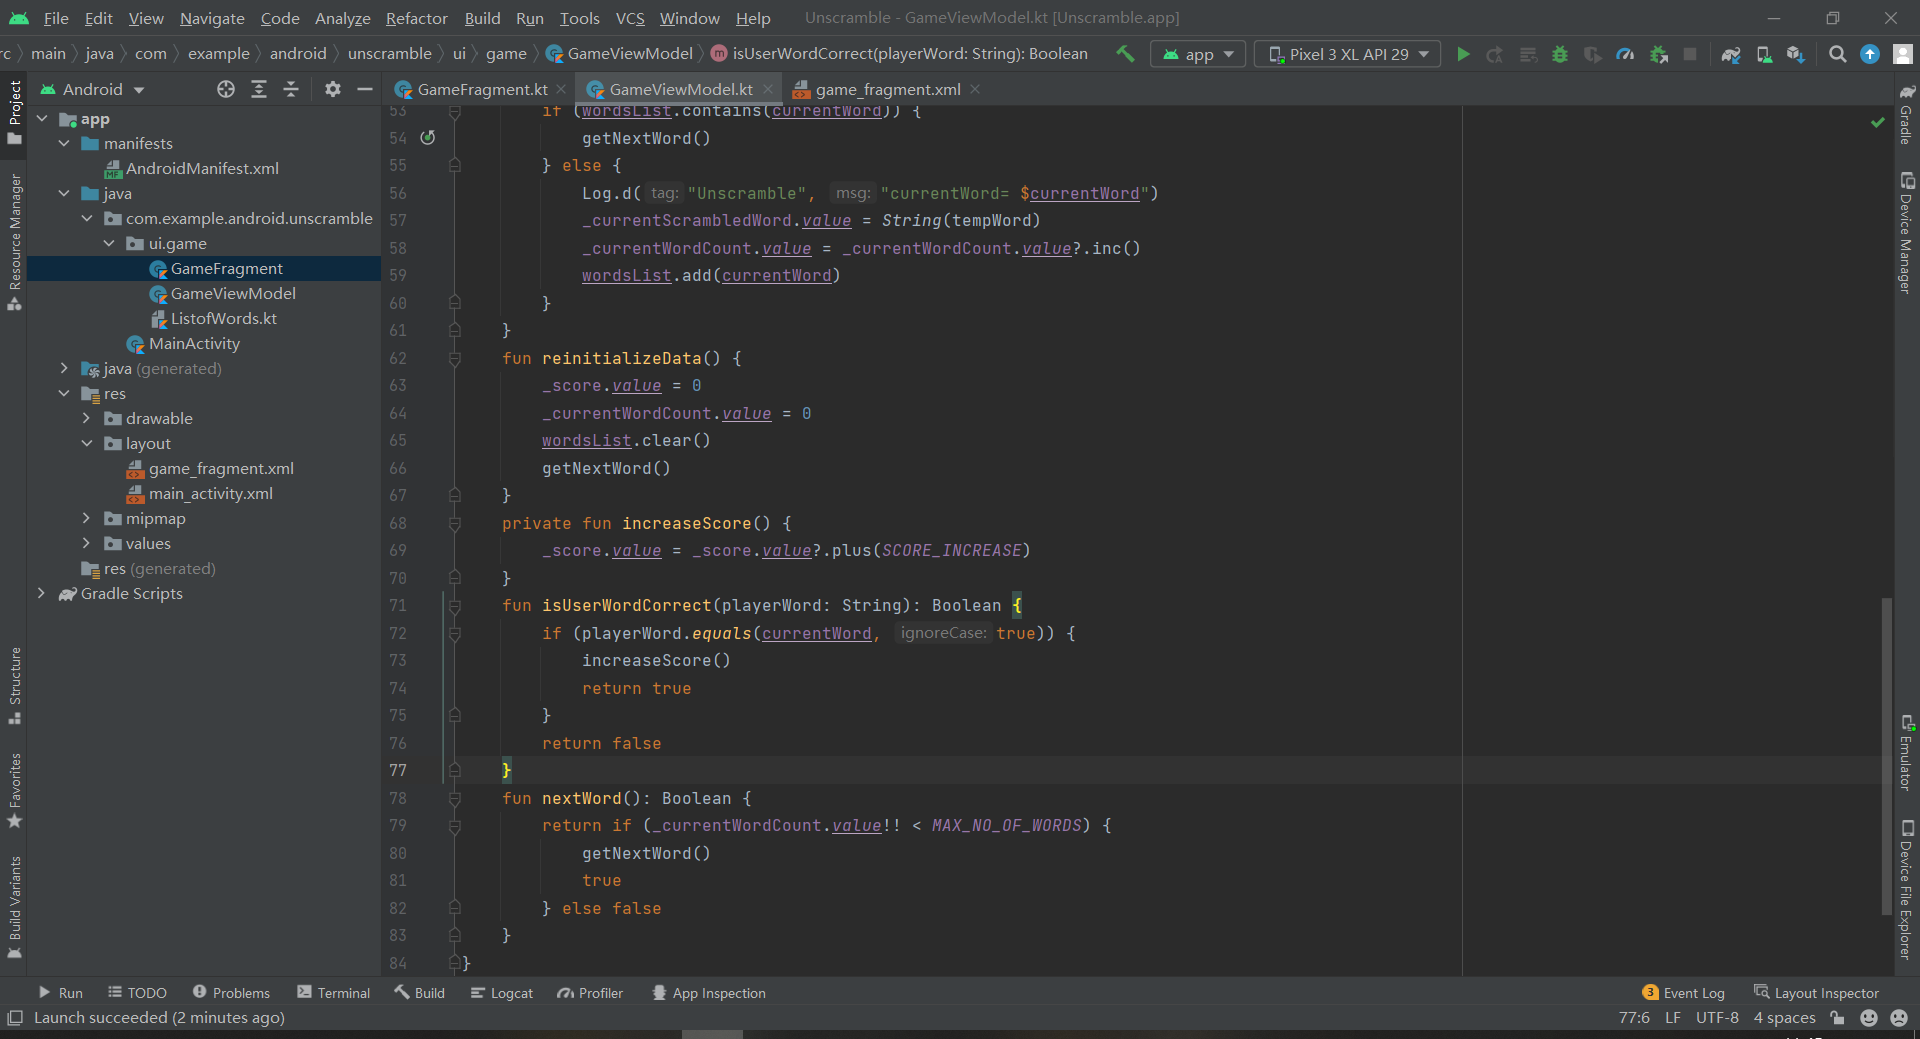 File Edit View Navigate Code Analyze Refactor Build Run Tools VCS Window Help Unscramble - GameViewModel.kt [Unscramble.app]
rc main java com example android unscramble ui game GameViewModel isUserWordCorrect(playerWord: String): Boolean app Pixel 3 XL API 29
Android GameFragment.kt GameViewModel.kt game_fragment.xml
Project
Resource Manager
Structure
Favorites
Build Variants
app
manifests
AndroidManifest.xml
java
com.example.android.unscramble
ui.game
GameFragment
GameViewModel
ListofWords.kt
MainActivity
java (generated)
res
drawable
layout
game_fragment.xml
main_activity.xml
mipmap
values
res (generated)
Gradle Scripts
53 if (wordsList.contains(currentWord)) {
54 getNextWord()
55 } else {
56 Log.d( tag: "Unscramble", msg: "currentWord= $currentWord")
57 _currentScrambledWord.value = String(tempWord)
58 _currentWordCount.value = _currentWordCount.value?.inc()
59 wordsList.add(currentWord)
60 }
61 }
62 fun reinitializeData() {
63 _score.value = 0
64 _currentWordCount.value = 0
65 wordsList.clear()
66 getNextWord()
67 }
68 private fun increaseScore() {
69 _score.value = _score.value?.plus(SCORE_INCREASE)
70 }
71 fun isUserWordCorrect(playerWord: String): Boolean {
72 if (playerWord.equals(currentWord, ignoreCase: true)) {
73 increaseScore()
74 return true
75 }
76 return false
77 }
78 fun nextWord(): Boolean {
79 return if (_currentWordCount.value!! < MAX_NO_OF_WORDS) {
80 getNextWord()
81 true
82 } else false
83 }
84 }
Gradle
Device Manager
Emulator
Device File Explorer
Run TODO Problems Terminal Build Logcat Profiler App Inspection 3 Event Log Layout Inspector
Launch succeeded (2 minutes ago) 77:6 LF UTF-8 4 spaces